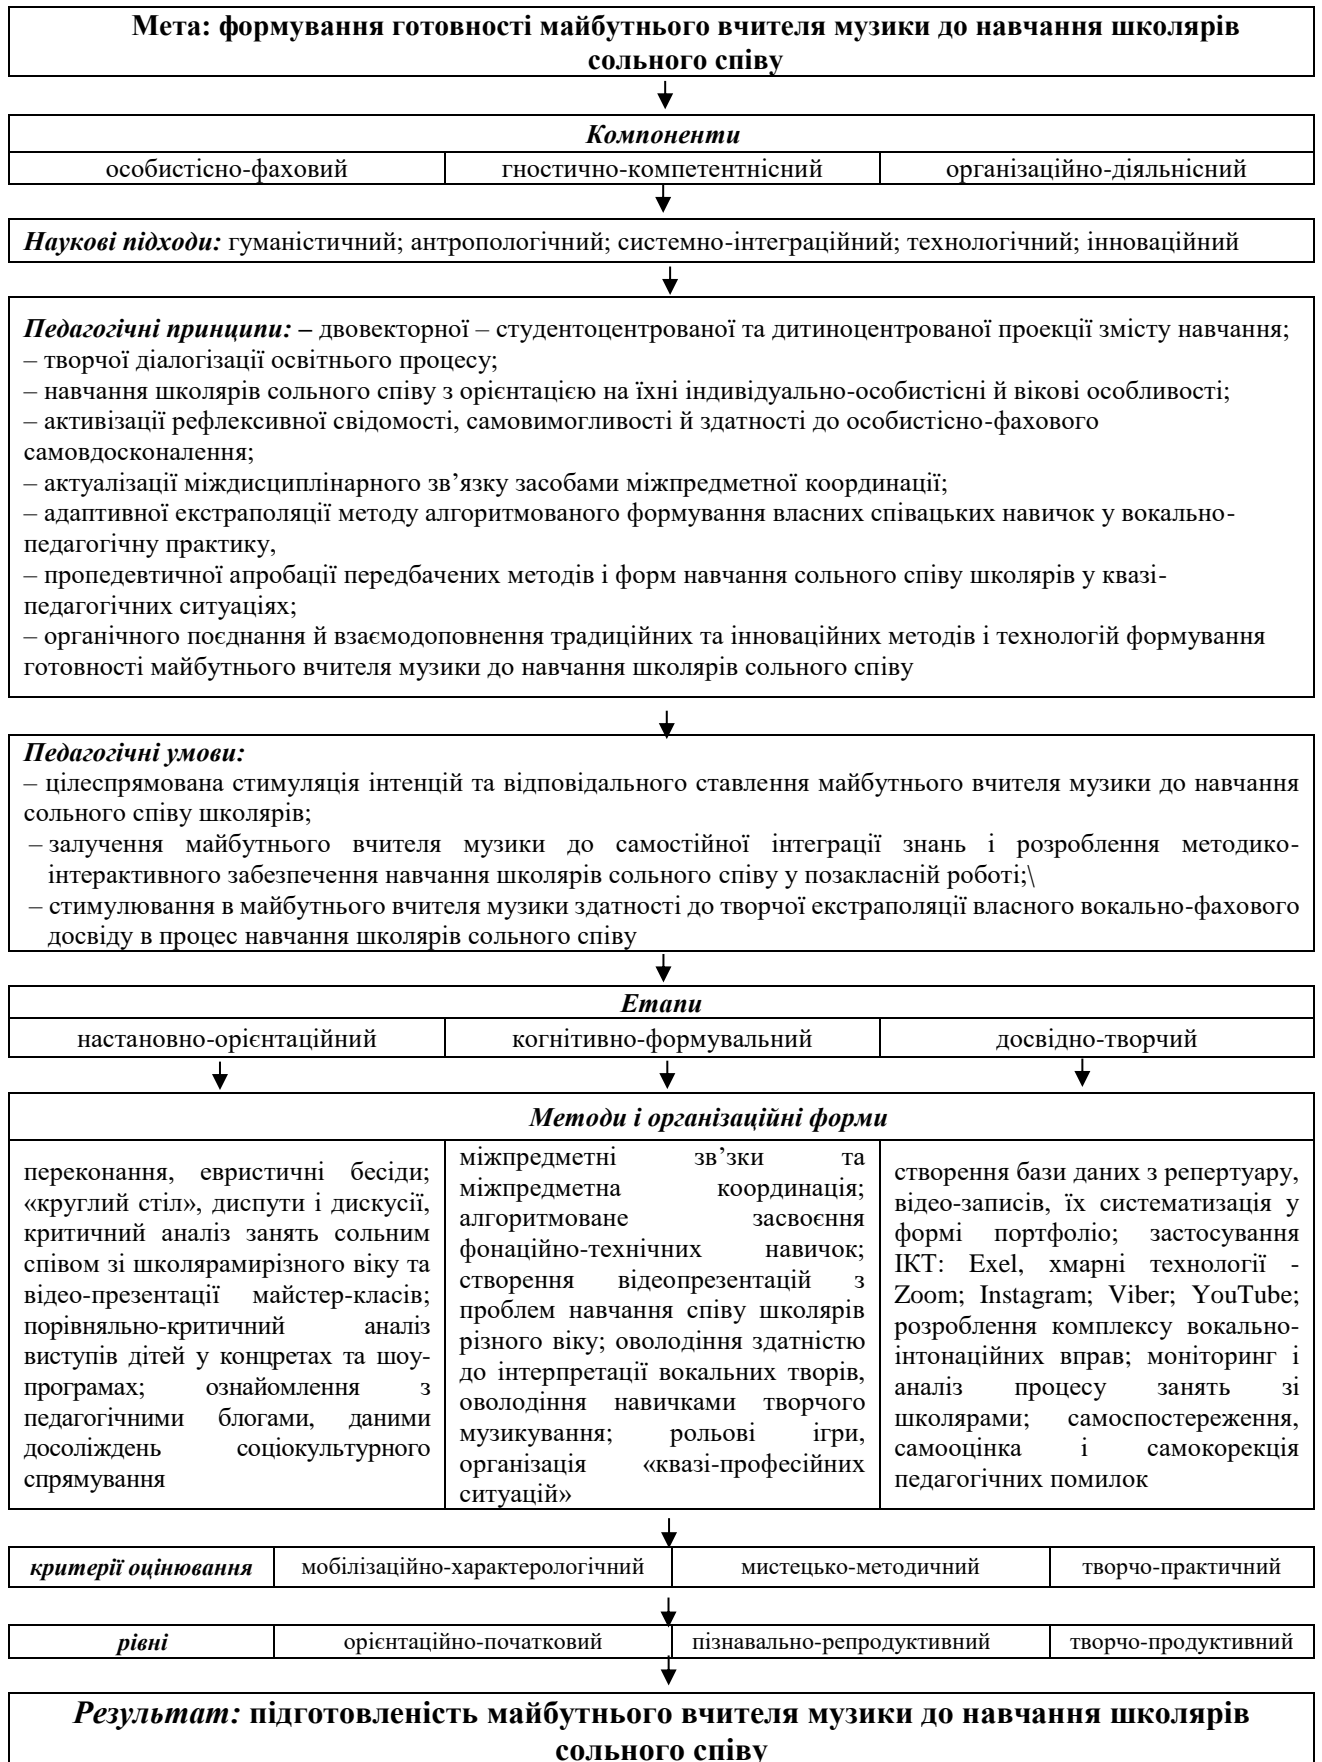 Мета: формування готовності майбутнього вчителя музики до навчання школярів
сольного співу
Компоненти
особистісно-фаховий
гностично-компетентнісний
організаційно-діяльнісний
Наукові підходи: гуманістичний; антропологічний; системно-інтеграційний; технологічний; інноваційний
Педагогічні принципи: – двовекторної – студентоцентрованої та дитиноцентрованої проекції змісту навчання;
– творчої діалогізації освітнього процесу;
– навчання школярів сольного співу з орієнтацією на їхні індивідуально-особистісні й вікові особливості;
– активізації рефлексивної свідомості, самовимогливості й здатності до особистісно-фахового
самовдосконалення;
– актуалізації міждисциплінарного зв’язку засобами міжпредметної координації;
– адаптивної екстраполяції методу алгоритмованого формування власних співацьких навичок у вокально-
педагогічну практику,
– пропедевтичної апробації передбачених методів і форм навчання сольного співу школярів у квазі-
педагогічних ситуаціях;
– органічного поєднання й взаємодоповнення традиційних та інноваційних методів і технологій формування
готовності майбутнього вчителя музики до навчання школярів сольного співу
Педагогічні умови:
– цілеспрямована стимуляція інтенцій та відповідального ставлення майбутнього вчителя музики до навчання
сольного співу школярів;
– залучення майбутнього вчителя музики до самостійної інтеграції знань і розроблення методико-
інтерактивного забезпечення навчання школярів сольного співу у позакласній роботі;\
– стимулювання в майбутнього вчителя музики здатності до творчої екстраполяції власного вокально-фахового
досвіду в процес навчання школярів сольного співу
Етапи
настановно-орієнтаційний
когнітивно-формувальний
досвідно-творчий
Методи і організаційні форми
переконання, евристичні бесіди;
«круглий стіл», диспути і дискусії,
критичний аналіз занять сольним
співом зі школярамирізного віку та
відео-презентації майстер-класів;
порівняльно-критичний аналіз
виступів дітей у концретах та шоу-
програмах; ознайомлення з
педагогічними блогами, даними
досоліждень соціокультурного
спрямування
міжпредметні зв’зки та
міжпредметна координація;
алгоритмоване засвоєння
фонаційно-технічних навичок;
створення відеопрезентацій з
проблем навчання співу школярів
різного віку; оволодіння здатністю
до інтерпретації вокальних творів,
оволодіння навичками творчого
музикування; рольові ігри,
організація «квазі-професійних
ситуацій»
створення бази даних з репертуару,
відео-записів, їх систематизація у
формі портфоліо; застосування
ІКТ: Exel, хмарні технології -
Zoom; Instagram; Viber; YouTube;
розроблення комплексу вокально-
інтонаційних вправ; моніторинг і
аналіз процесу занять зі
школярами; самоспостереження,
самооцінка і самокорекція
педагогічних помилок
критерії оцінювання
мобілізаційно-характерологічний
мистецько-методичний
творчо-практичний
рівні
орієнтаційно-початковий
пізнавально-репродуктивний
творчо-продуктивний
Результат: підготовленість майбутнього вчителя музики до навчання школярів
сольного співу